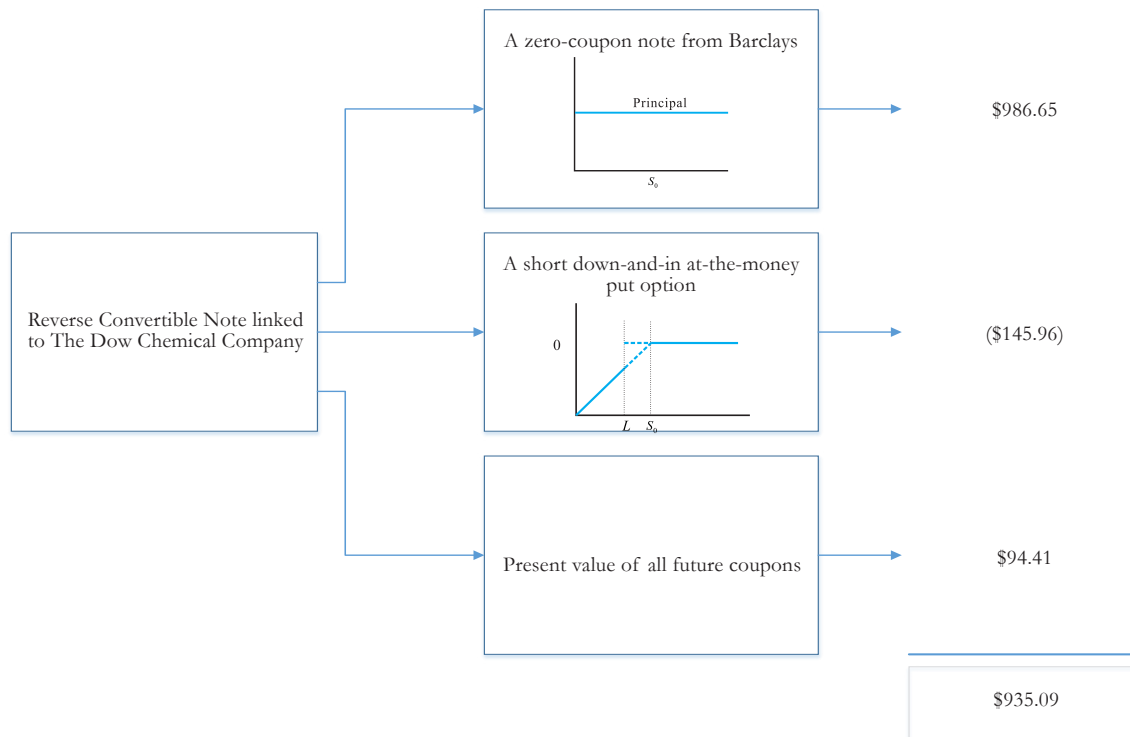 A zero-coupon note from Barclays
Principal
S₀
$986.65
Reverse Convertible Note linked
to The Dow Chemical Company
A short down-and-in at-the-money
put option
0
L S₀
($145.96)
Present value of all future coupons
$94.41
$935.09